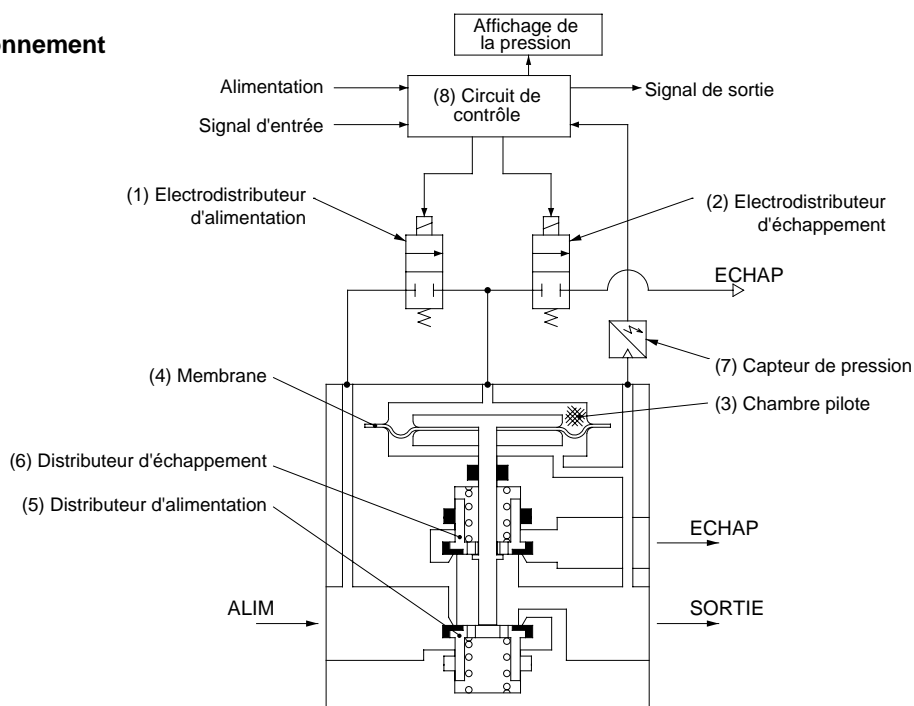 onnement
Affichage de
la pression
Alimentation
(8) Circuit de
contrôle
Signal de sortie
Signal d'entrée
(1) Electrodistributeur
d'alimentation
(2) Electrodistributeur
d'échappement
ECHAP
(7) Capteur de pression
(4) Membrane
(3) Chambre pilote
(6) Distributeur d'échappement
(5) Distributeur d'alimentation
ECHAP
ALIM
SORTIE